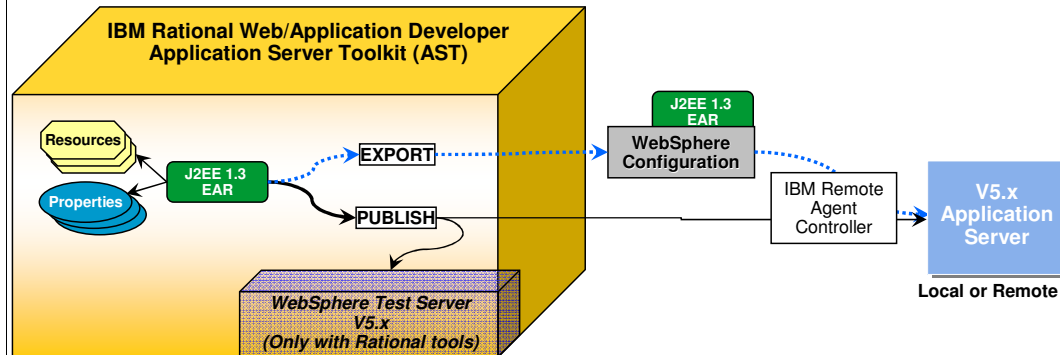 IBM Rational Web/Application Developer
Application Server Toolkit (AST)
J2EE 1.3
EAR
WebSphere
Configuration
Resources
EXPORT
J2EE 1.3
EAR
Properties
PUBLISH
IBM Remote
Agent
Controller
V5.x
Application
Server
Local or Remote
WebSphere Test Server
V5.x
(Only with Rational tools)